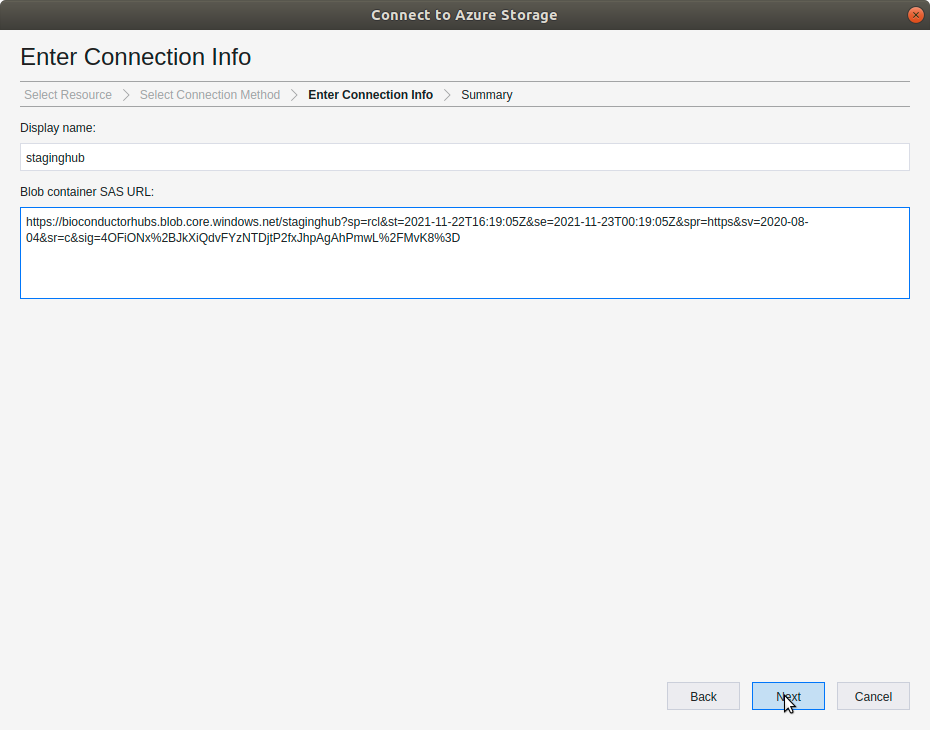 Connect to Azure Storage
Enter Connection Info
Select Resource
Select Connection Method
Enter Connection Info
Summary
Display name:
staginghub
Blob container SAS URL:
https://bioconductorhubs.blob.core.windows.net/staginghub?sp=rcl&st=2021-11-22T16:19:05Z&se=2021-11-23T00:19:05Z&spr=https&sv=2020-08-
04&sr=c&sig=4OFiONx%2BJkXiQdvFYzNTDjtP2fxJhpAgAhPmwL%2FMvK8%3D
Back
Next
Cancel